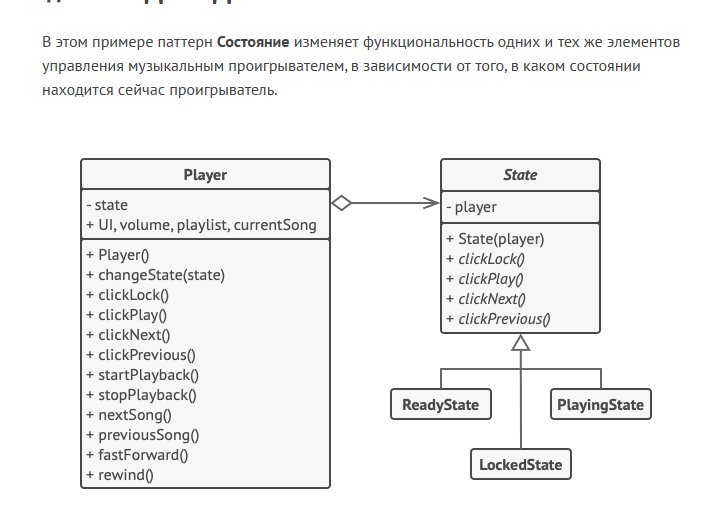 В этом примере паттерн Состояние изменяет функциональность одних и тех же элементов
управления музыкальным проигрывателем, в зависимости от того, в каком состоянии
находится сейчас проигрыватель.
Player
- state
+ UI, volume, playlist, currentSong
+ Player()
+ changeState(state)
+ clickLock()
+ clickPlay()
+ clickNext()
+ clickPrevious()
+ startPlayback()
+ stopPlayback()
+ nextSong()
+ previousSong()
+ fastForward()
+ rewind()
State
- player
+ State(player)
+ clickLock()
+ clickPlay()
+ clickNext()
+ clickPrevious()
ReadyState
PlayingState
LockedState